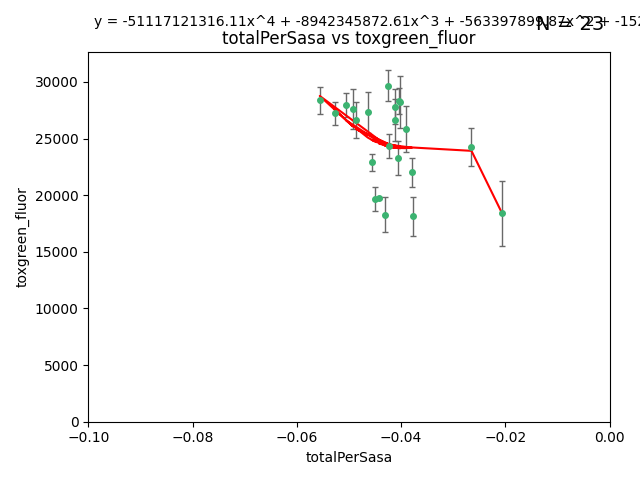 y = -51117121316.11x^4 + -8942345872.61x^3 + -563397899.87x^2 + -152
N = 23
totalPerSasa vs toxgreen_fluor
30000
25000
20000
15000
10000
5000
0
toxgreen_fluor
−0.10 −0.08 −0.06 −0.04 −0.02 0.00
totalPerSasa